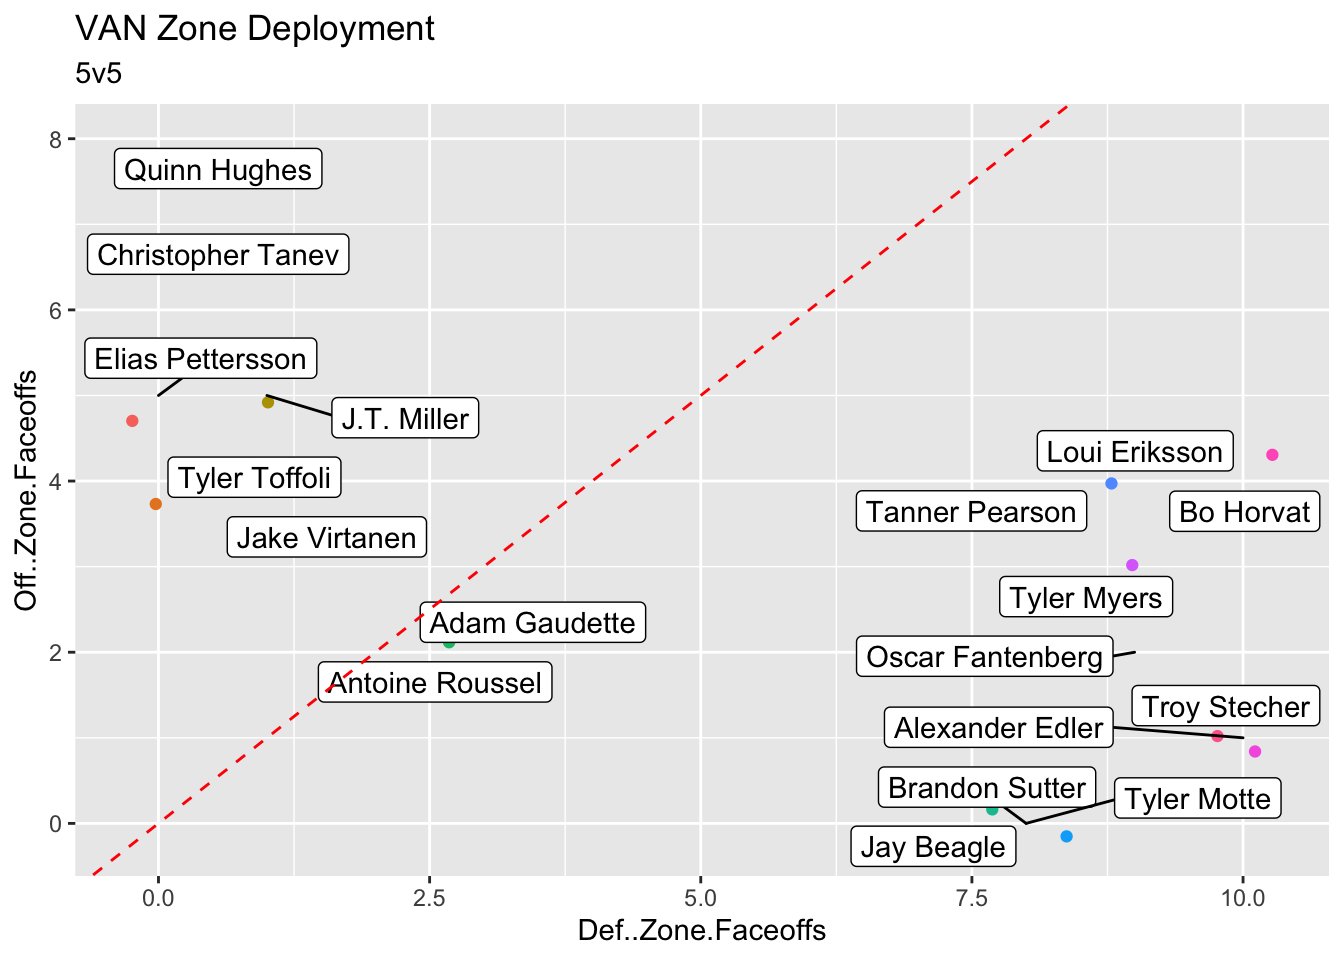 VAN Zone Deployment
5v5
Off..Zone.Faceoffs
8
6
4
2
0
Quinn Hughes
Christopher Tanev
Elias Pettersson
J.T. Miller
Tyler Toffoli
Jake Virtanen
Adam Gaudette
Antoine Roussel
Loui Eriksson
Tanner Pearson
Bo Horvat
Tyler Myers
Oscar Fantenberg
Troy Stecher
Alexander Edler
Brandon Sutter
Tyler Motte
Jay Beagle
0.0
2.5
5.0
7.5
10.0
Def..Zone.Faceoffs